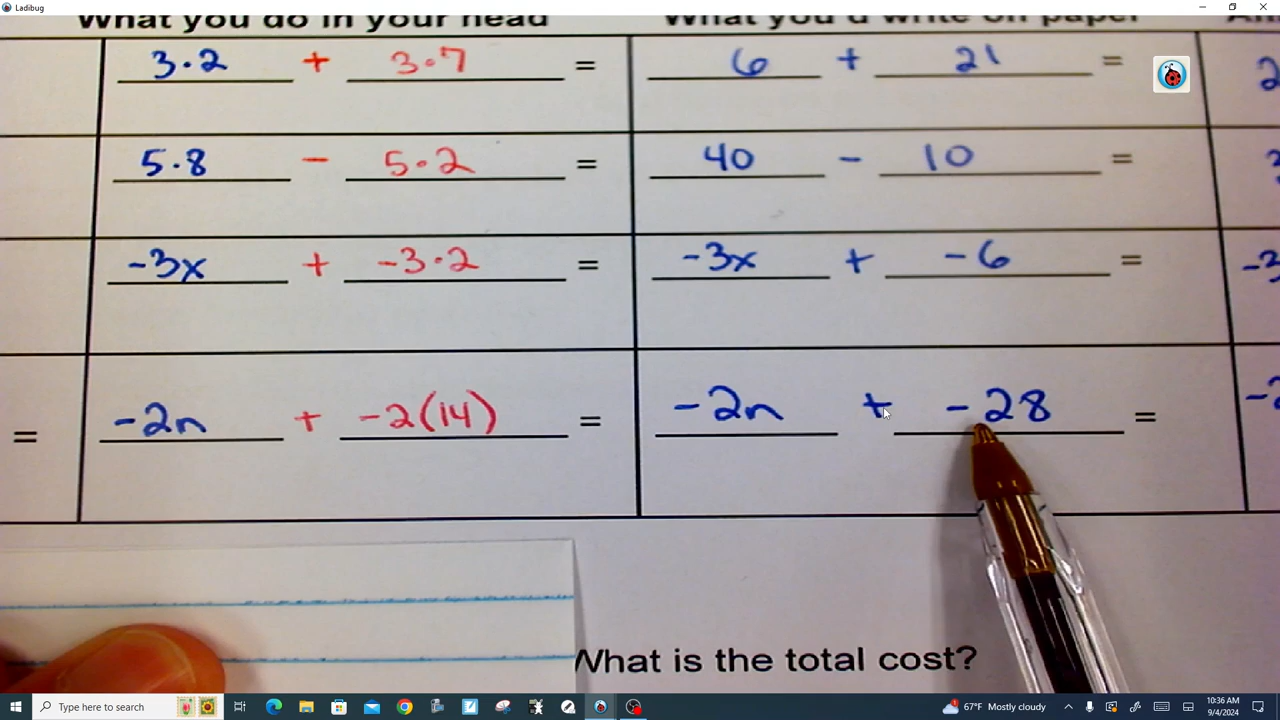 Ladibug
What you do in your head What you'd write on paper
3·2 + 3·7 = 6 + 21 =
5·8 - 5·2 = 40 - 10 =
-3x + -3·2 = -3x + -6 = -3
= -2n + -2(14) = -2n + -28 =
What is the total cost?
Type here to search
67°F Mostly cloudy
10:36 AM
9/4/2024